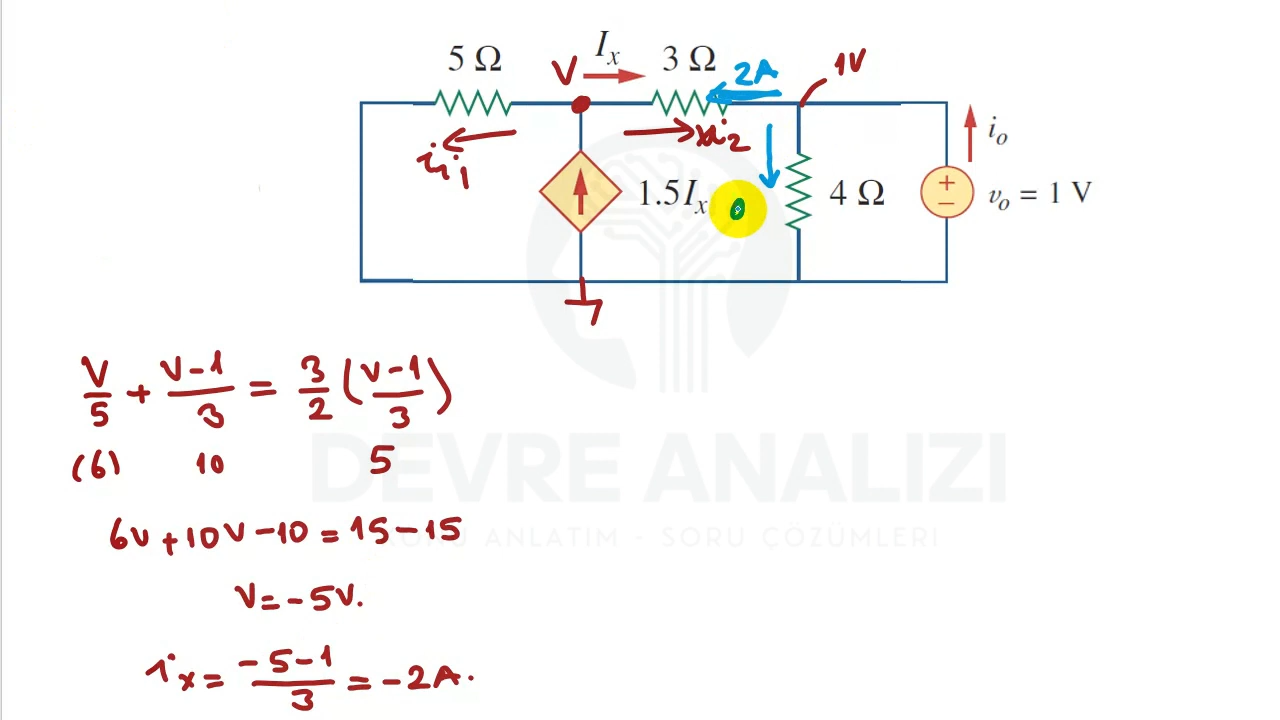 5 Ω V Iₓ 3 Ω 2A 1V
i₁ i₂ iₒ
1.5Iₓ 0 4 Ω + − vₒ = 1 V
V/5 + (V−1)/3 = 3/2 (V−1/3)
(6) 10 5
DEVRE ANALIZI
6V+10V−10=15−15
KONU ANLATIM - SORU ÇÖZÜMLERI
V=−5V.
iₓ= (−5−1)/3 = −2A.